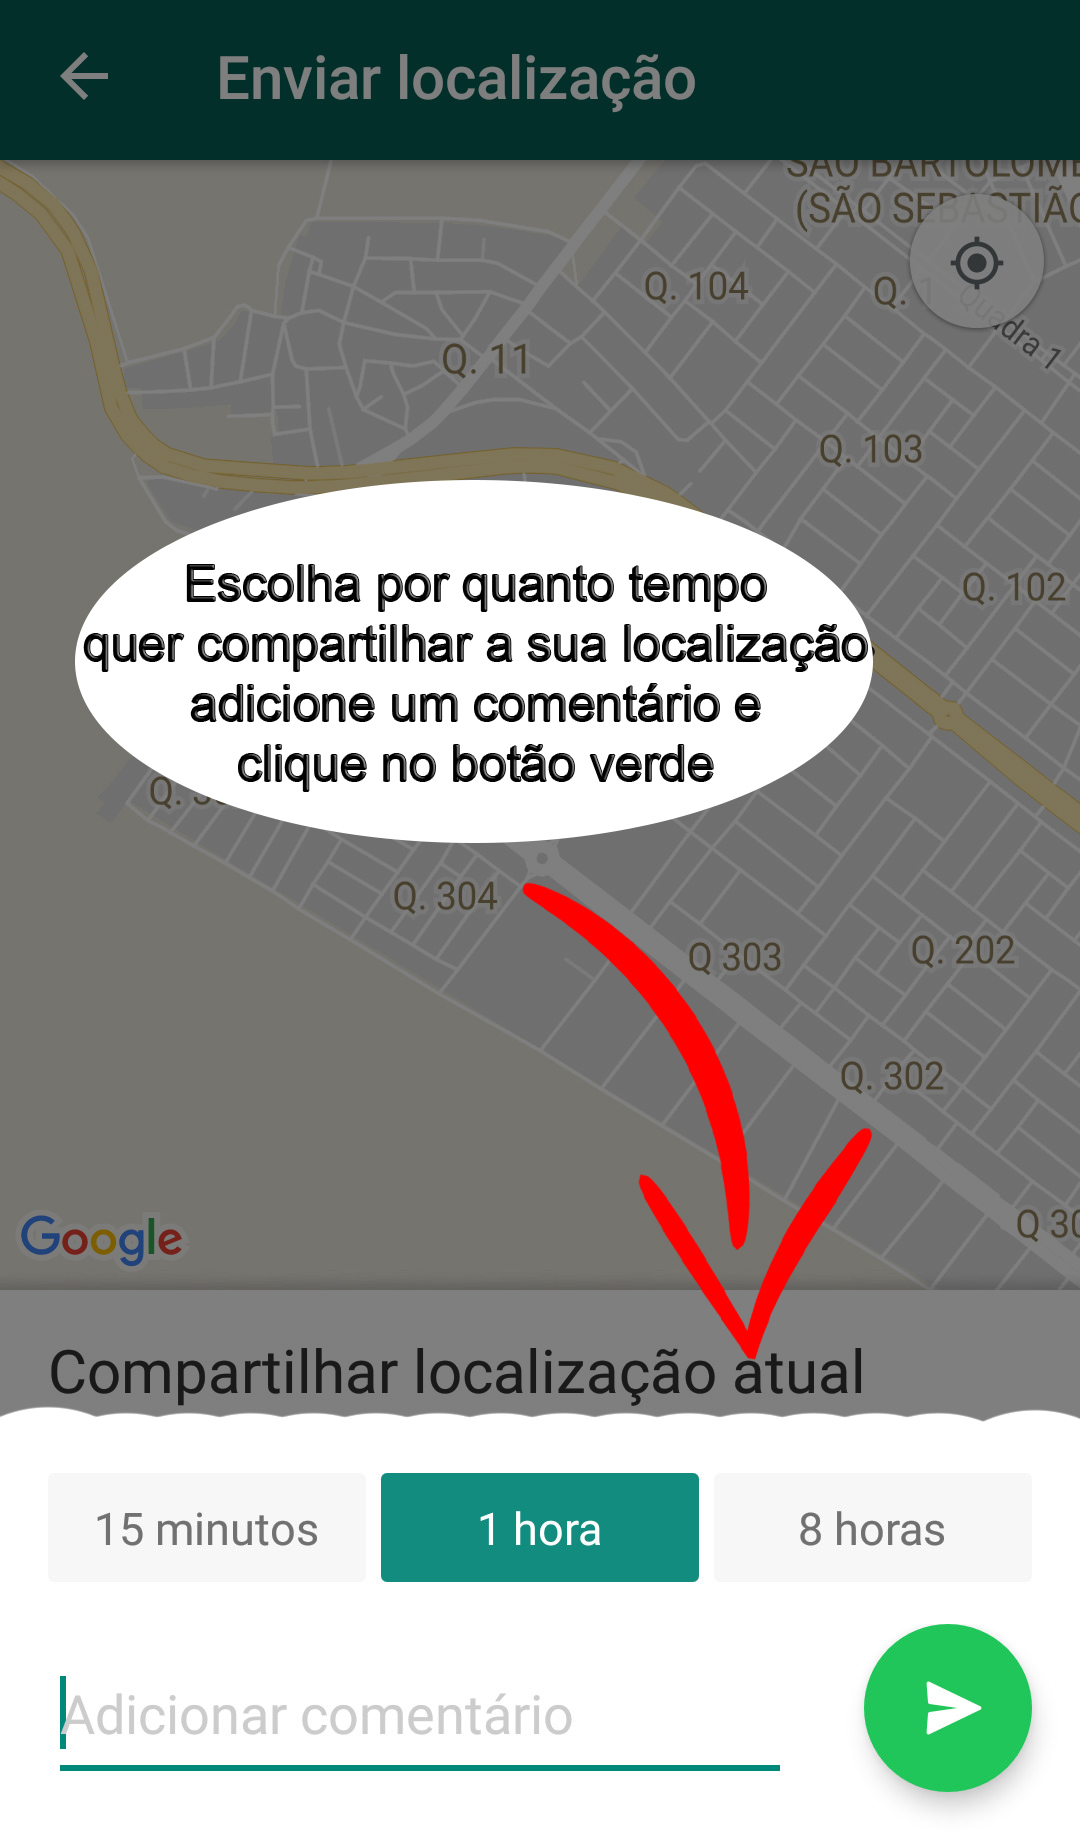 Enviar localização
SÃO BARTOLOME
(SÃO SEBASTIÃO
Q. 104
Q. 1
Quadra 1
Q. 11
Q. 103
Q. 102
Escolha por quanto tempo
quer compartilhar a sua localização,
adicione um comentário e
clique no botão verde
Q. 304
Q 303
Q. 202
Q. 302
Google
Compartilhar localização atual
15 minutos
1 hora
8 horas
Adicionar comentário